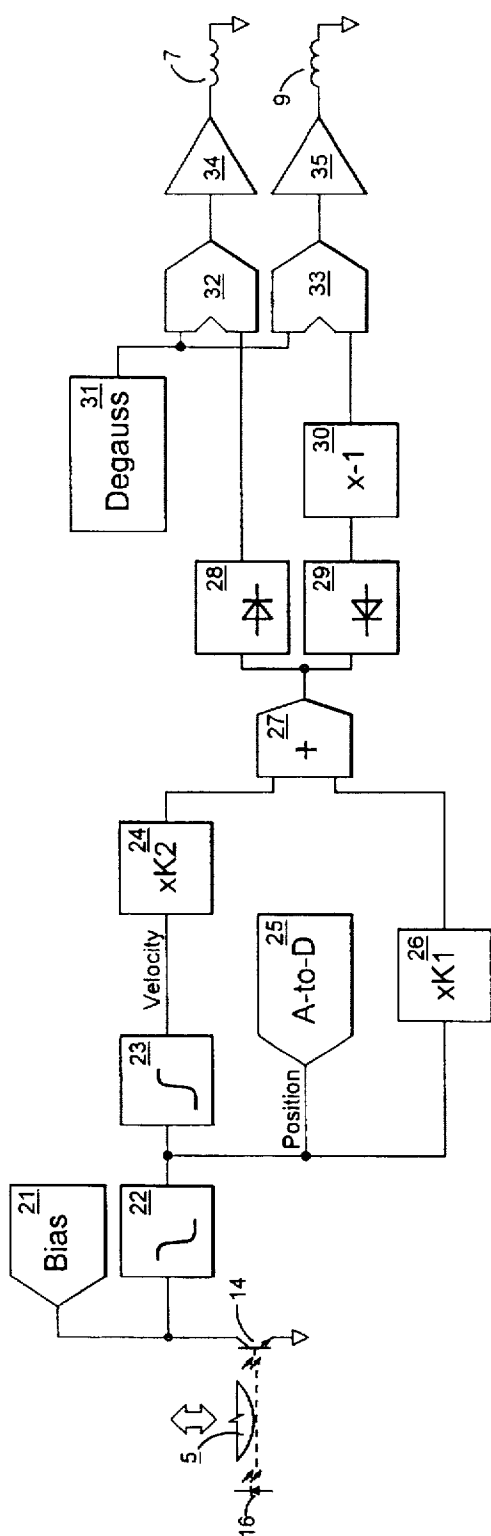 16
5
14
21
Bias
22
23
Velocity
24
xK2
Position
25
A-to-D
26
xK1
27
+
28
29
30
x-1
31
Degauss
32
33
34
35
7
9